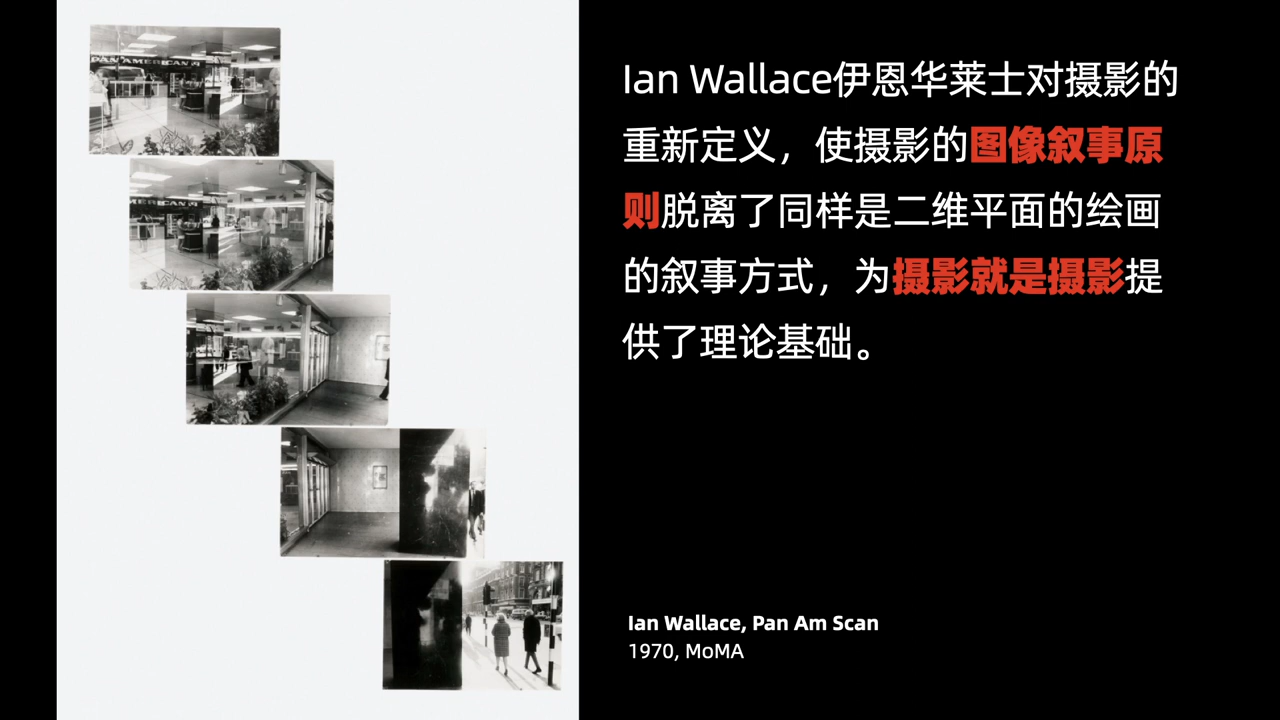 PAN AMERICAN
ERICAN
Ian Wallace伊恩华莱士对摄影的
重新定义，使摄影的图像叙事原
则脱离了同样是二维平面的绘画
的叙事方式，为摄影就是摄影提
供了理论基础。
Ian Wallace, Pan Am Scan
1970, MoMA